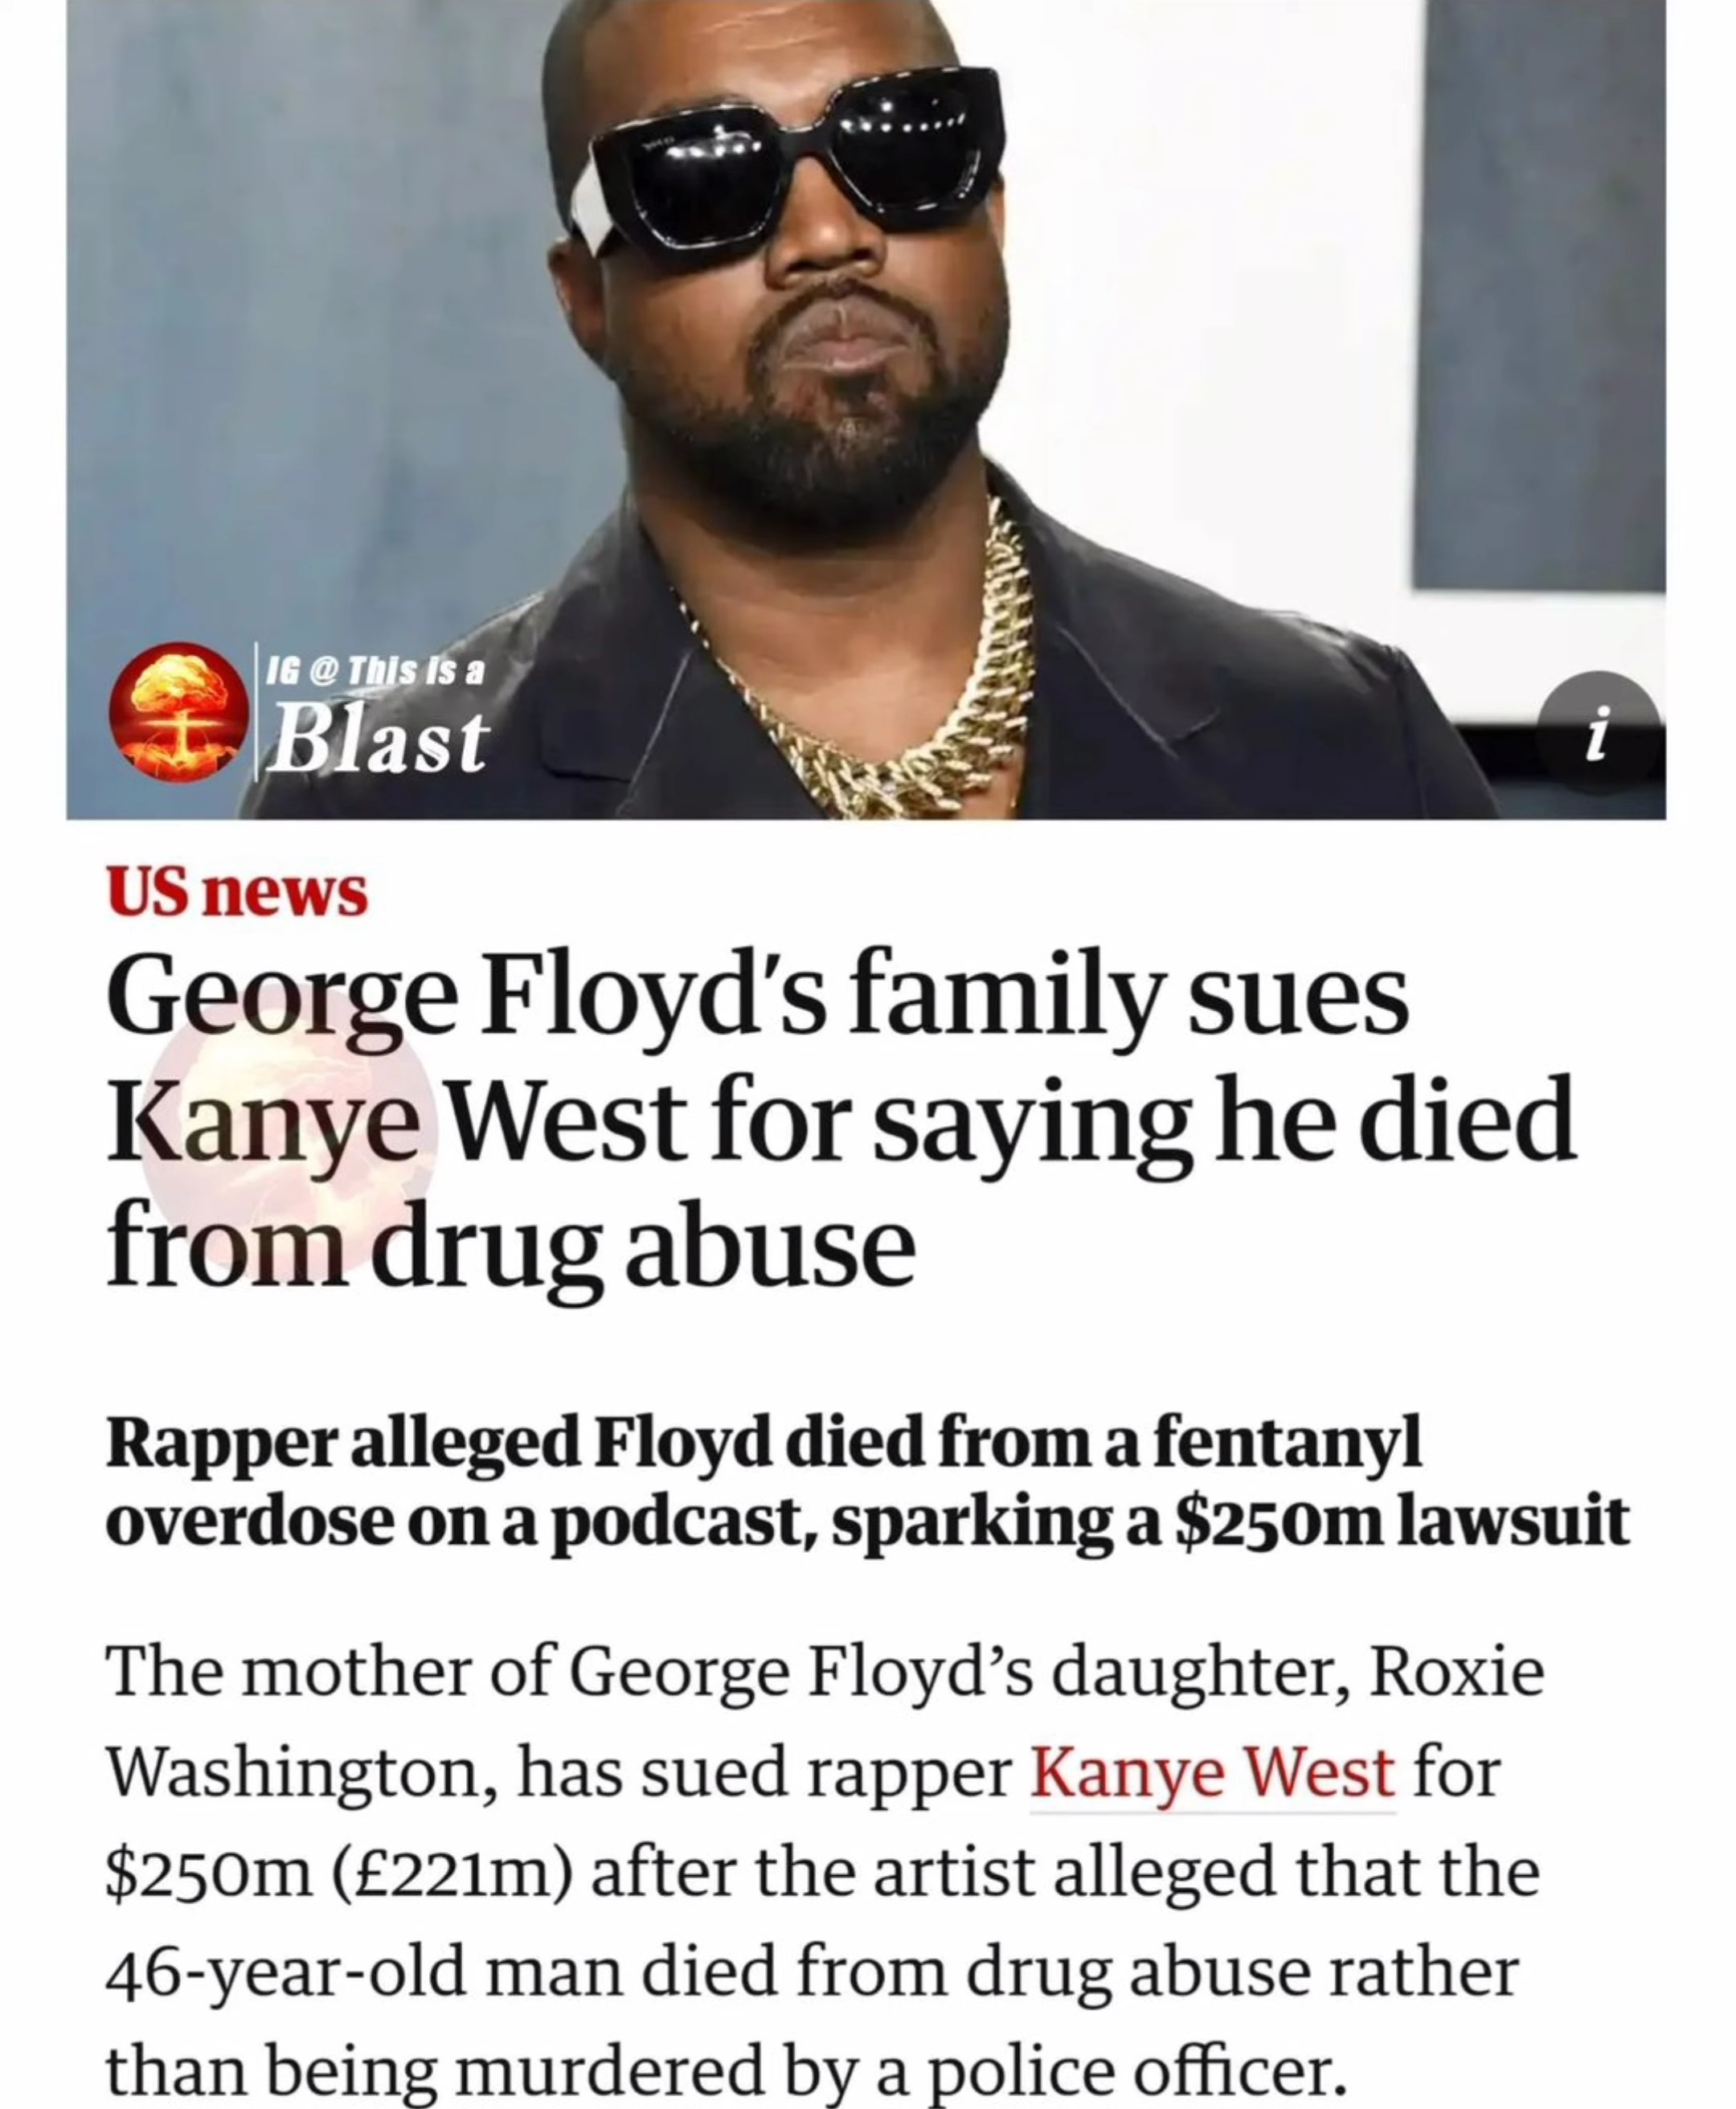 IG @ This is a
Blast
i
US news
George Floyd's family sues
Kanye West for saying he died
from drug abuse
Rapper alleged Floyd died from a fentanyl
overdose on a podcast, sparking a $250m lawsuit
The mother of George Floyd’s daughter, Roxie
Washington, has sued rapper Kanye West for
$250m (£221m) after the artist alleged that the
46-year-old man died from drug abuse rather
than being murdered by a police officer.